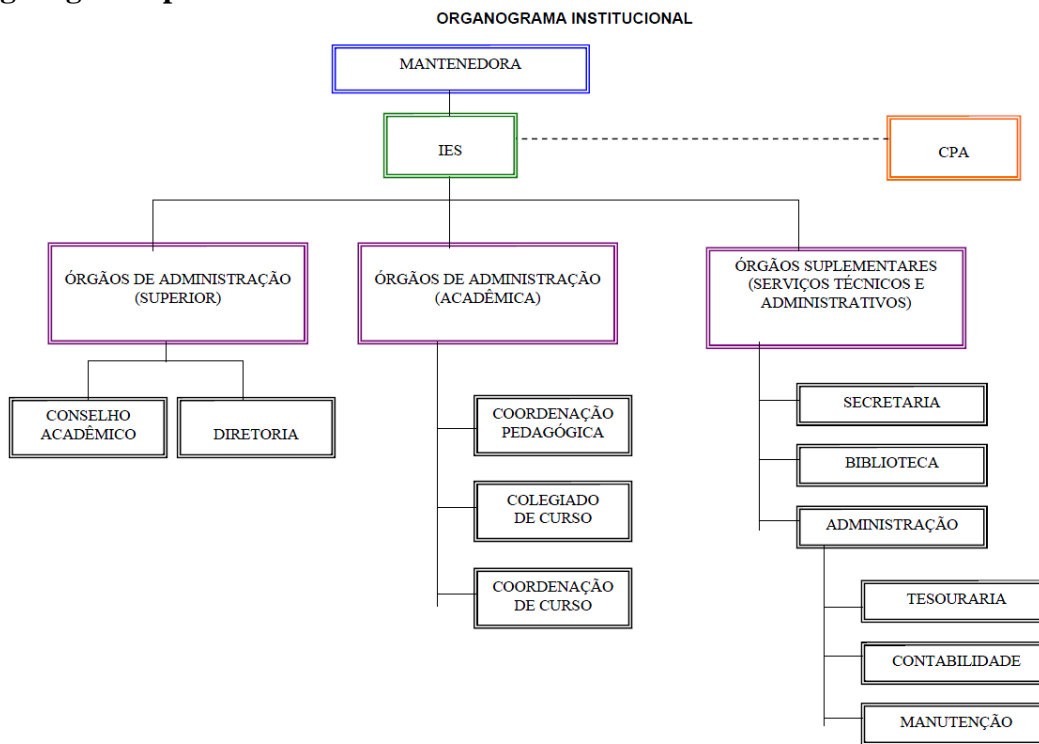 ORGANOGRAMA INSTITUCIONAL
MANTENEDORA
IES
CPA
ÓRGÃOS DE ADMINISTRAÇÃO
(SUPERIOR)
ÓRGÃOS DE ADMINISTRAÇÃO
(ACADÊMICA)
ÓRGÃOS SUPLEMENTARES
(SERVIÇOS TÉCNICOS E
ADMINISTRATIVOS)
CONSELHO
ACADÊMICO
DIRETORIA
COORDENAÇÃO
PEDAGÓGICA
COLEGIADO
DE CURSO
COORDENAÇÃO
DE CURSO
SECRETARIA
BIBLIOTECA
ADMINISTRAÇÃO
TESOURARIA
CONTABILIDADE
MANUTENÇÃO